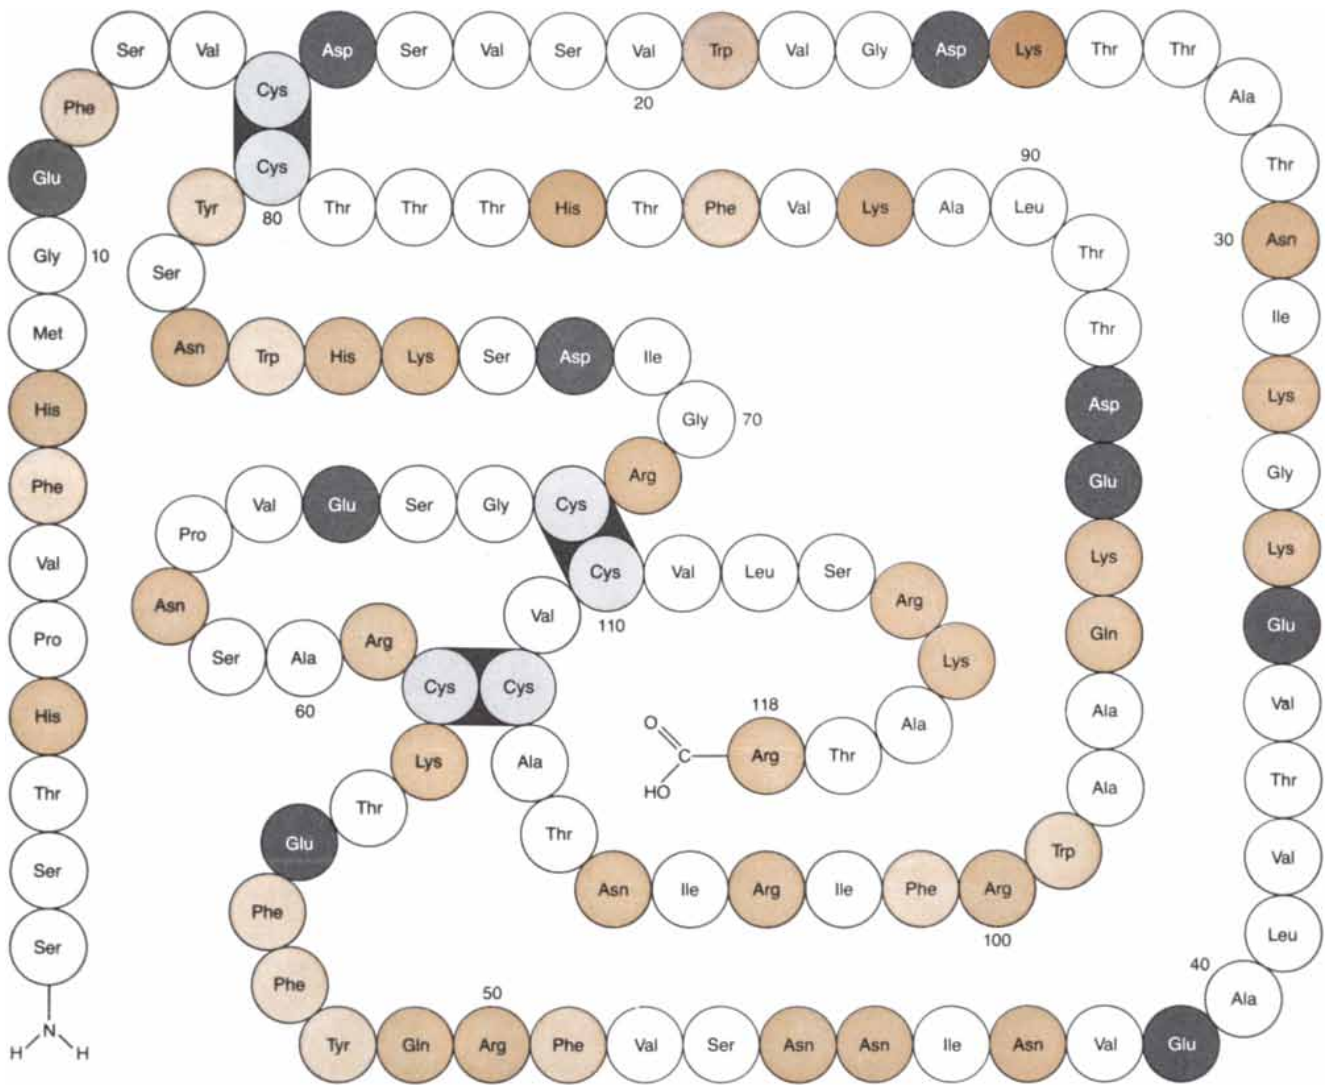 Ser Val Asp Ser Val Ser Val Trp Val Gly Asp Lys Thr Thr
Cys
Ala
Phe
20
90
Thr
Cys
Glu
Tyr
80
Thr Thr Thr His Thr Phe Val Lys Ala Leu
30 Asn
Gly 10
Thr
Ser
Ile
Met
Asn Trp His Lys Ser Asp Ile
Thr
Lys
His
Asp
Gly 70
Arg
Gly
Phe
Glu
Pro Val Glu Ser Gly Cys
Lys
Val
Cys Val Leu Ser Arg
Lys
Asn
Val
110
Glu
Pro
Gln
Ser Ala Arg
Lys
60
Cys Cys
Val
His
118
Ala
Ala
O
C Arg Thr
HO
Thr
Lys
Ala
Thr
Ala
Thr
Glu
Thr
Trp
Val
Ser
Asn Ile Arg Ile Phe Arg
100
Phe
Leu
Ser
40
Phe
Ala
50
N
H H
Tyr Gln Arg Phe Val Ser Asn Asn Ile Asn Val Glu